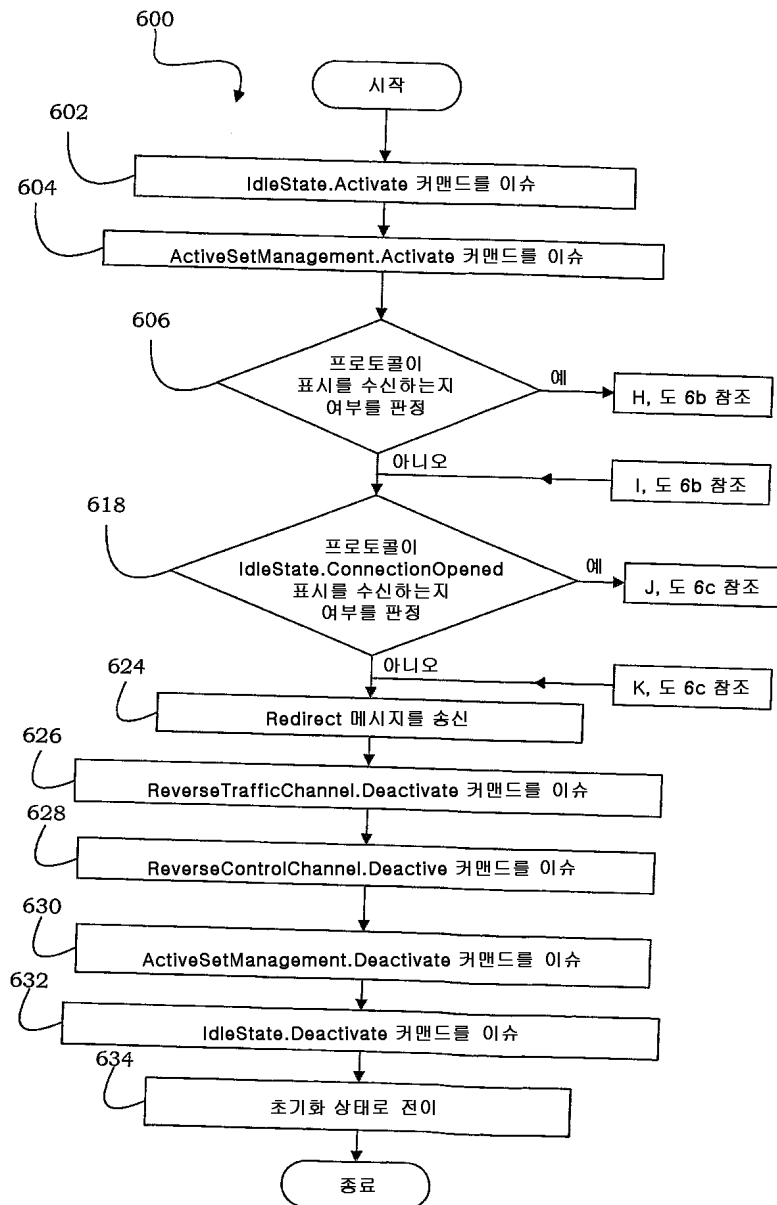 600
시작
602
IdleState.Activate 커맨드를 이슈
604
ActiveSetManagement.Activate 커맨드를 이슈
606
프로토콜이
표시를 수신하는지
여부를 판정
예
H, 도 6b 참조
아니오
I, 도 6b 참조
618
프로토콜이
IdleState.ConnectionOpened
표시를 수신하는지
여부를 판정
예
J, 도 6c 참조
아니오
K, 도 6c 참조
624
Redirect 메시지를 송신
626
ReverseTrafficChannel.Deactivate 커맨드를 이슈
628
ReverseControlChannel.Deactive 커맨드를 이슈
630
ActiveSetManagement.Deactivate 커맨드를 이슈
632
IdleState.Deactivate 커맨드를 이슈
634
초기화 상태로 전이
종료